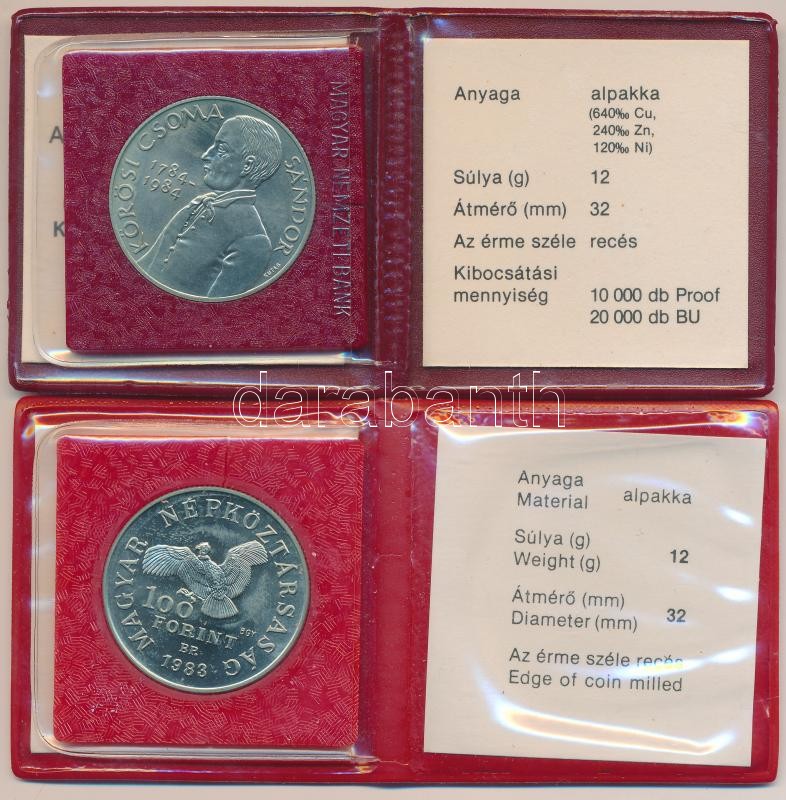 KŐRÖSI CSOMA SÁNDOR
1784-
1984
MAGYAR NEMZETI BANK
A
K
Anyaga alpakka
(640‰ Cu,
240‰ Zn,
120‰ Ni)
Súlya (g) 12
Átmérő (mm) 32
Az érme széle recés
Kibocsátási
mennyiség 10 000 db Proof
20 000 db BU
darabanth
MAGYAR NÉPKÖZTÁRSASÁG
100
FORINT
BP.
1983
Anyaga
Material alpakka
Súlya (g)
Weight (g) 12
Átmérő (mm)
Diameter (mm) 32
Az érme széle recés
Edge of coin milled